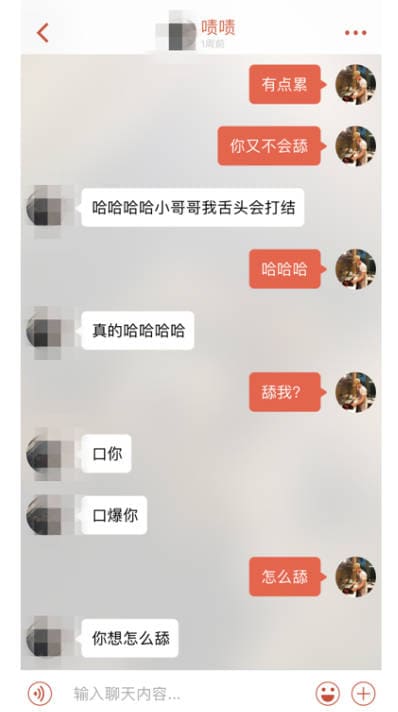 啧啧
1周前
有点累
你又不会舔
哈哈哈哈小哥哥我舌头会打结
哈哈哈
真的哈哈哈哈
舔我?
口你
口爆你
怎么舔
你想怎么舔
输入聊天内容...